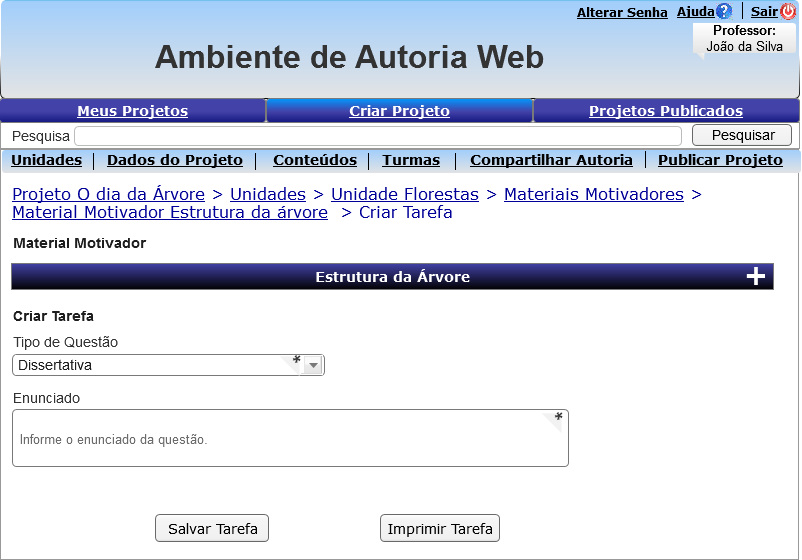 Alterar Senha Ajuda Sair
Professor:
João da Silva
Ambiente de Autoria Web
Meus Projetos Criar Projeto Projetos Publicados
Pesquisa Pesquisar
Unidades | Dados do Projeto | Conteúdos | Turmas | Compartilhar Autoria | Publicar Projeto
Projeto O dia da Árvore > Unidades > Unidade Florestas > Materiais Motivadores >
Material Motivador Estrutura da árvore > Criar Tarefa
Material Motivador
Estrutura da Árvore
Criar Tarefa
Tipo de Questão
Dissertativa *
Enunciado
*
Informe o enunciado da questão.
Salvar Tarefa Imprimir Tarefa